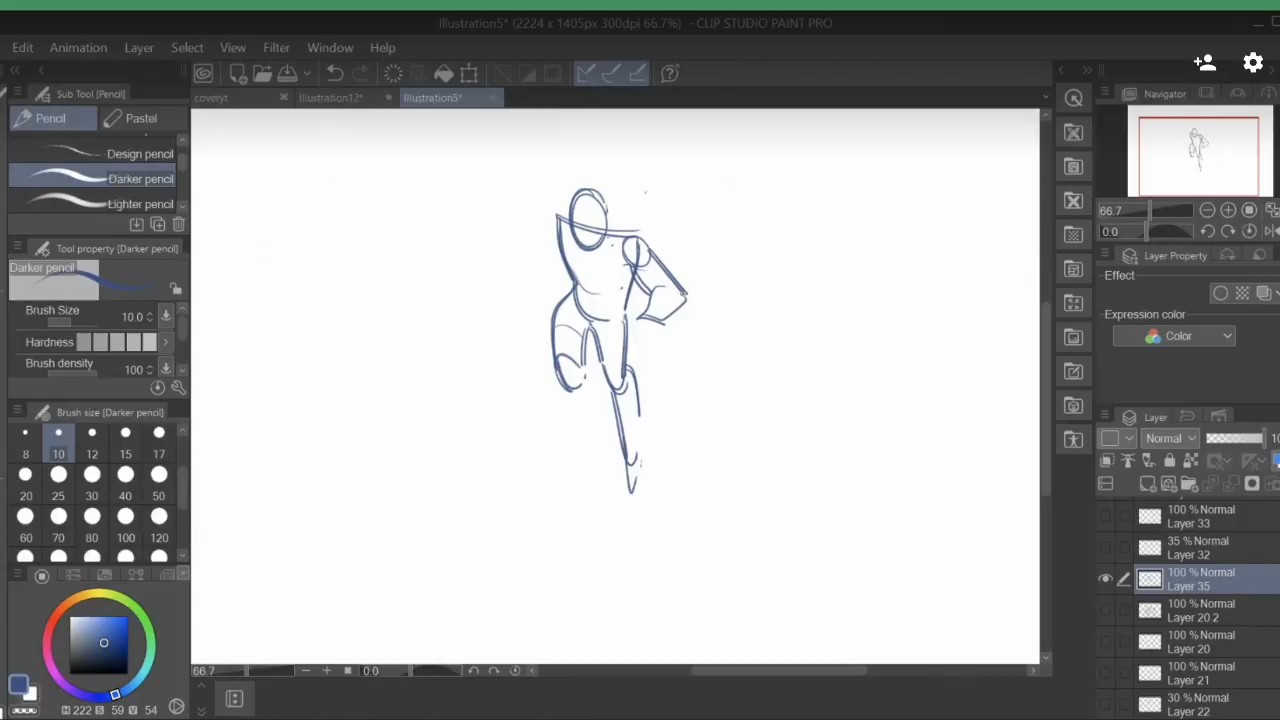 Illustration5* (2224 x 1405px 300dpi 66.7%) - CLIP STUDIO PAINT PRO
Edit Animation Layer Select View Filter Window Help
Sub Tool [Pencil]
coveryt Illustration12* Illustration5*
Pencil Pastel
Design pencil
Darker pencil
Lighter pencil
Tool property [Darker pencil]
Darker pencil
Brush Size 10.0
Hardness
Brush density 100
Brush size [Darker pencil]
8 10 12 15 17
20 25 30 40 50
60 70 80 100 120
H 222 S 59 V 54
66.7 0.0
Navigator
66.7
0.0
Layer Property
Effect
Expression color
Color
Layer
Normal 10
100 % Normal
Layer 33
35 % Normal
Layer 32
100 % Normal
Layer 35
100 % Normal
Layer 20 2
100 % Normal
Layer 20
100 % Normal
Layer 21
30 % Normal
Layer 22